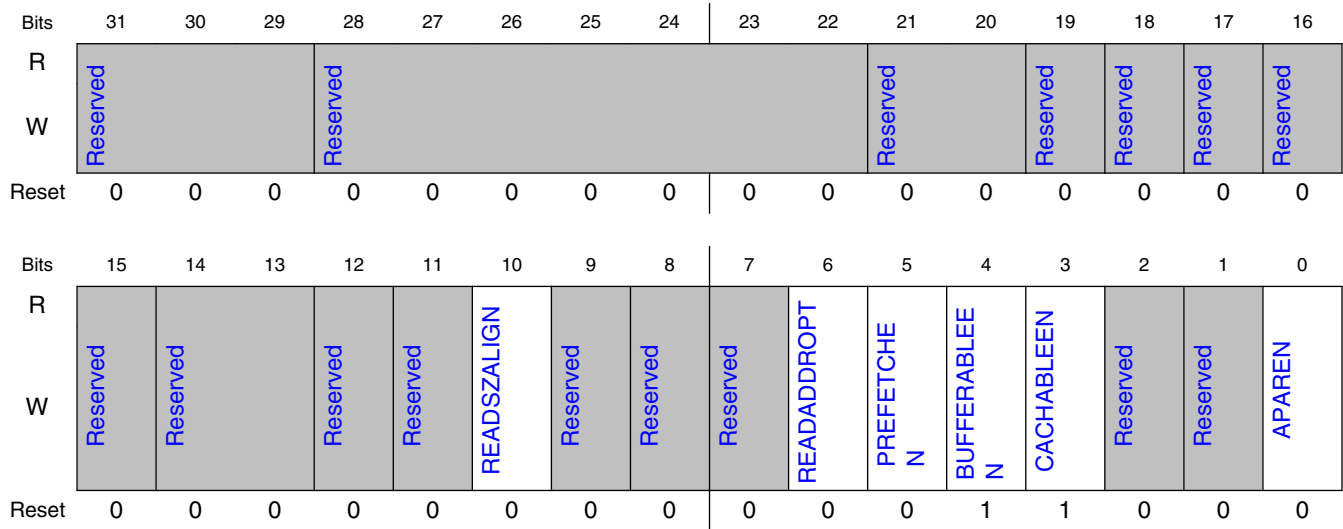 Bits 31 30 29 28 27 26 25 24 23 22 21 20 19 18 17 16
R
W
Reserved Reserved Reserved Reserved Reserved Reserved Reserved
Reset 0 0 0 0 0 0 0 0 0 0 0 0 0 0 0 0
Bits 15 14 13 12 11 10 9 8 7 6 5 4 3 2 1 0
R
W
Reserved
Reserved
Reserved
Reserved
READSZALIGN
Reserved
Reserved
Reserved
READADDROPT
PREFETCHE
N
BUFFERABLEE
N
CACHABLEEN
Reserved
Reserved
APAREN
Reset 0 0 0 0 0 0 0 0 0 0 0 1 1 0 0 0